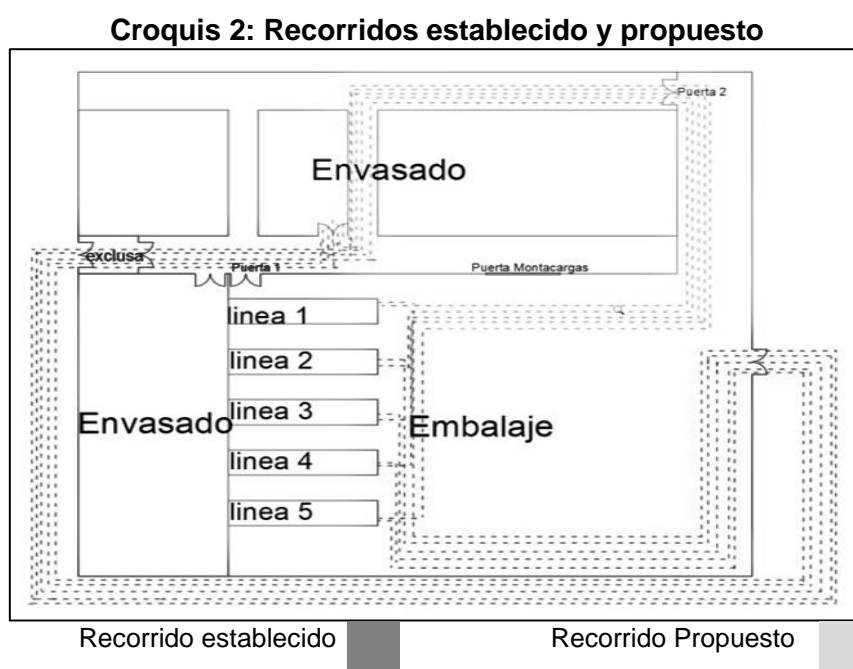 Croquis 2: Recorridos establecido y propuesto
Puerta 2
Envasado
exclusa
Puerta 1
Puerta Montacargas
linea 1
linea 2
linea 3
Envasado
Embalaje
linea 4
linea 5
Recorrido establecido
Recorrido Propuesto